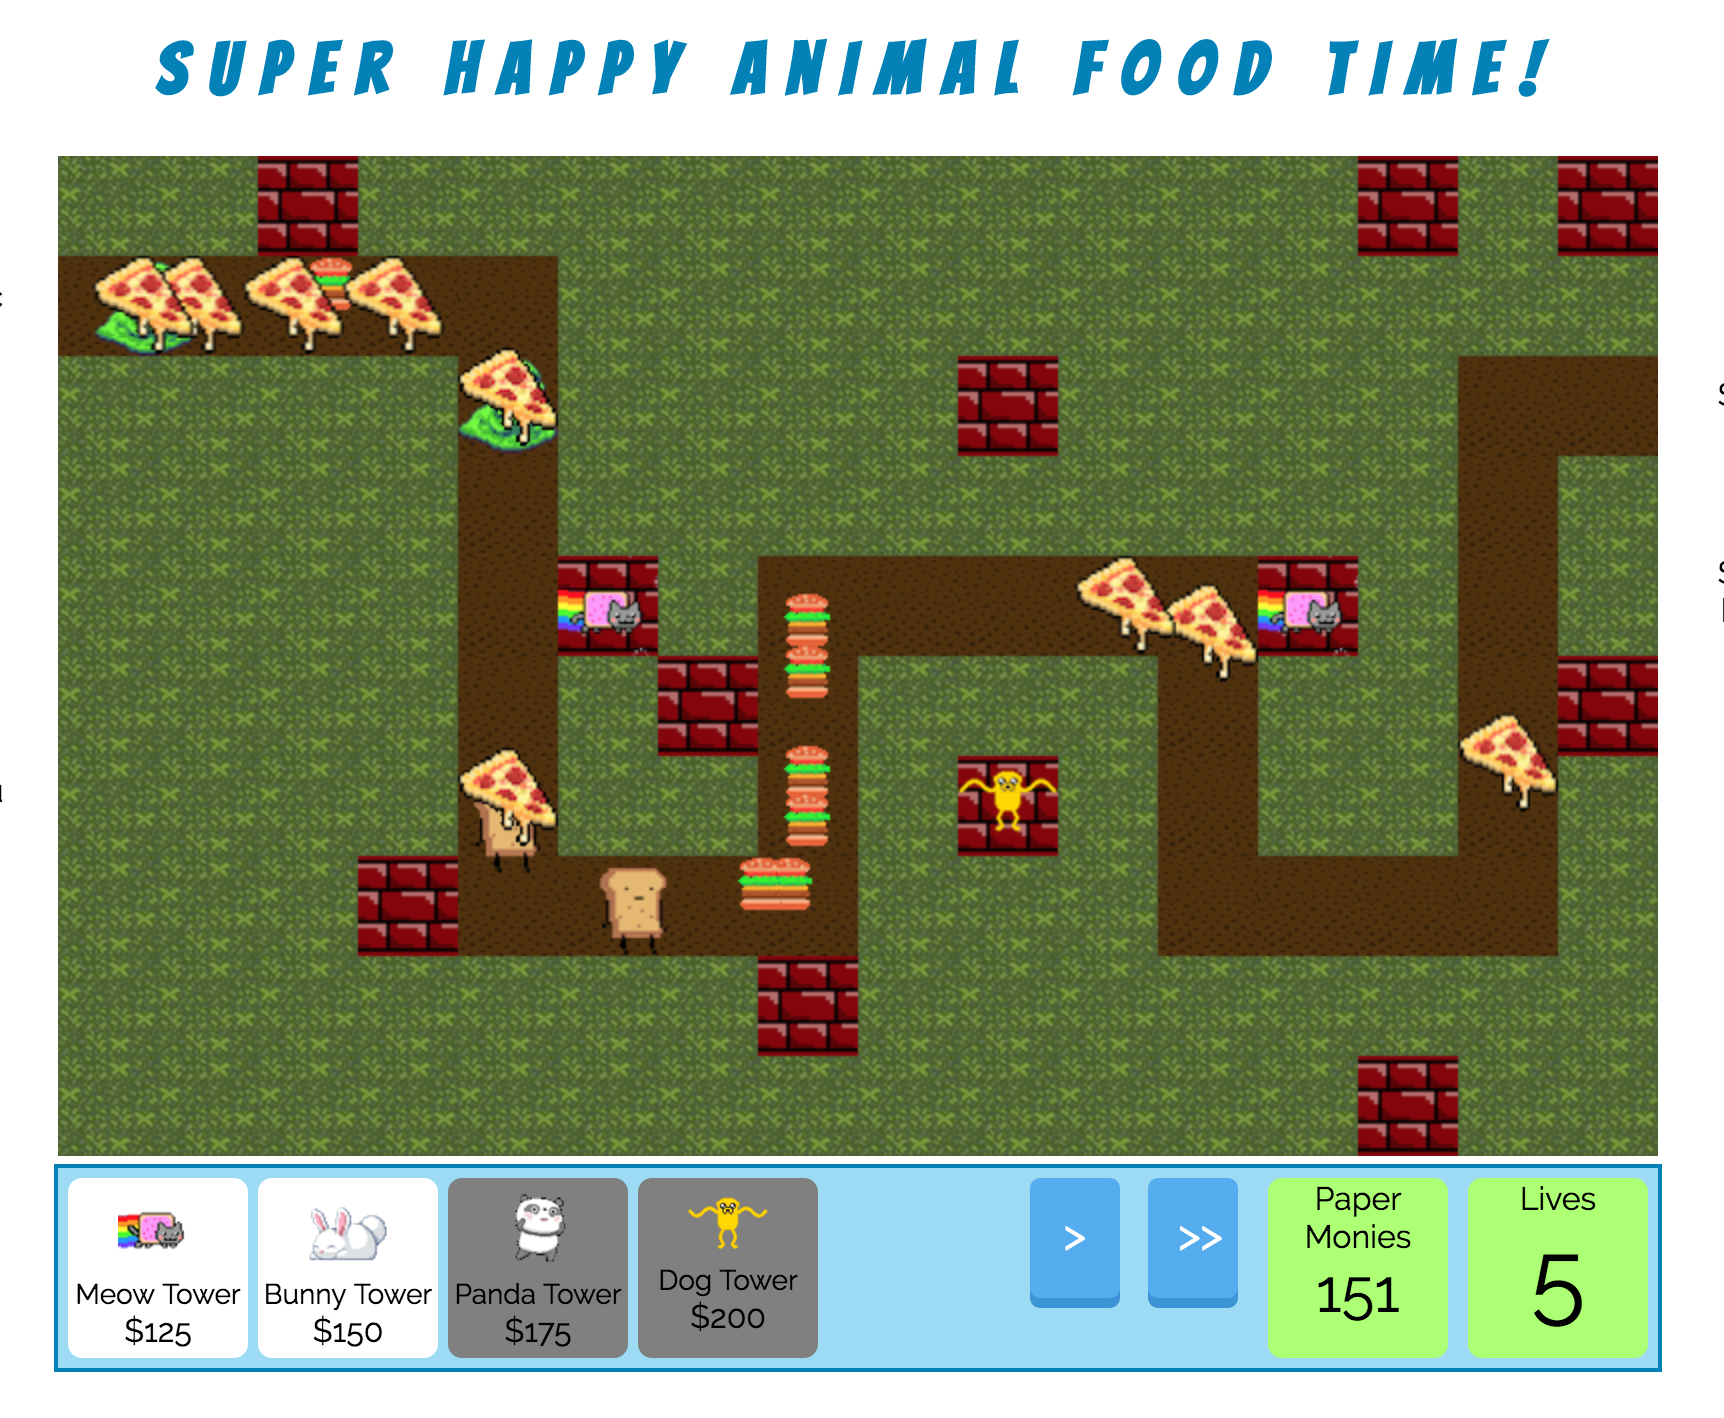 SUPER HAPPY ANIMAL FOOD TIME!
Meow Tower
$125
Bunny Tower
$150
Panda Tower
$175
Dog Tower
$200
>
>>
Paper
Monies
151
Lives
5